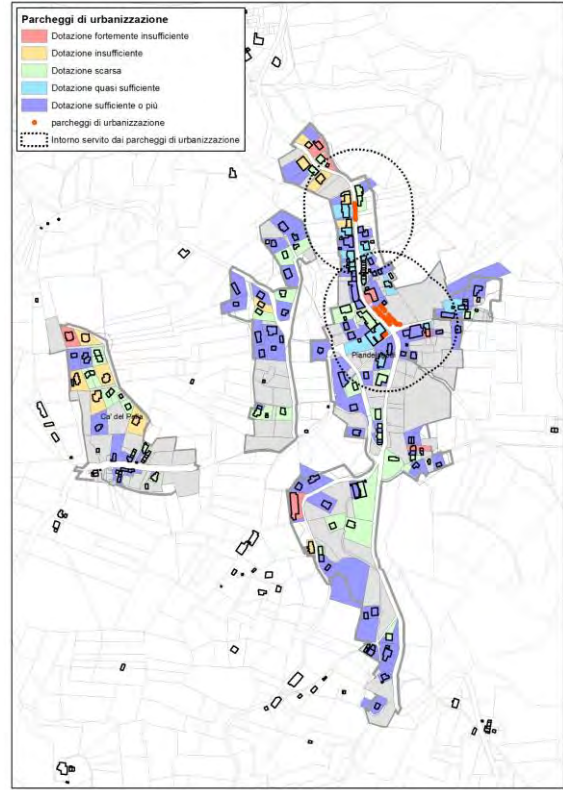 Parcheggi di urbanizzazione
Dotazione fortemente insufficiente
Dotazione insufficiente
Dotazione scarsa
Dotazione quasi sufficiente
Dotazione sufficiente o più
parcheggi di urbanizzazione
Intorno servito dai parcheggi di urbanizzazione
Ca' del